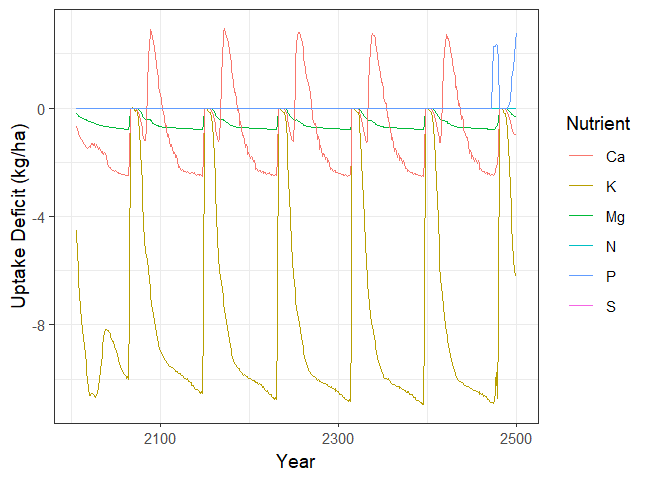 0
-4
-8
Uptake Deficit (kg/ha)
2100
2300
2500
Year
Nutrient
Ca
K
Mg
N
P
S